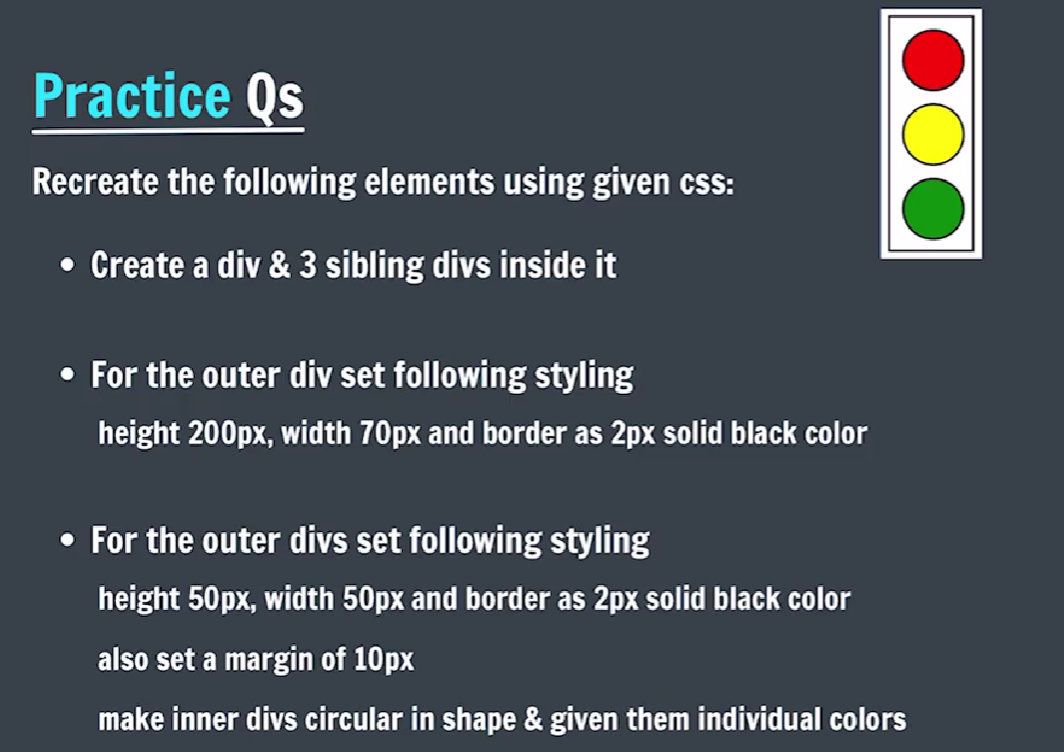 Practice Qs
Recreate the following elements using given css:
• Create a div & 3 sibling divs inside it
• For the outer div set following styling
height 200px, width 70px and border as 2px solid black color
• For the outer divs set following styling
height 50px, width 50px and border as 2px solid black color
also set a margin of 10px
make inner divs circular in shape & given them individual colors